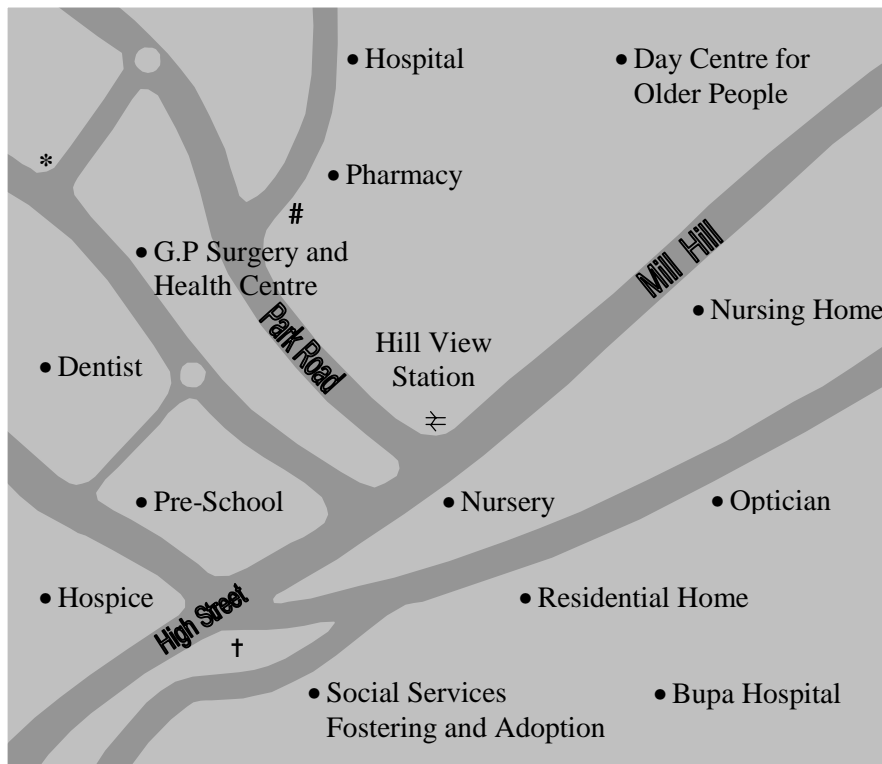 • Hospital
• Day Centre for
Older People
*
• Pharmacy
#
• G.P Surgery and
Health Centre
Mill Hill
• Nursing Home
Park Road
Hill View
Station
• Dentist
• Pre-School
• Nursery
• Optician
• Hospice
High Street
• Residential Home
†
• Social Services
Fostering and Adoption
• Bupa Hospital